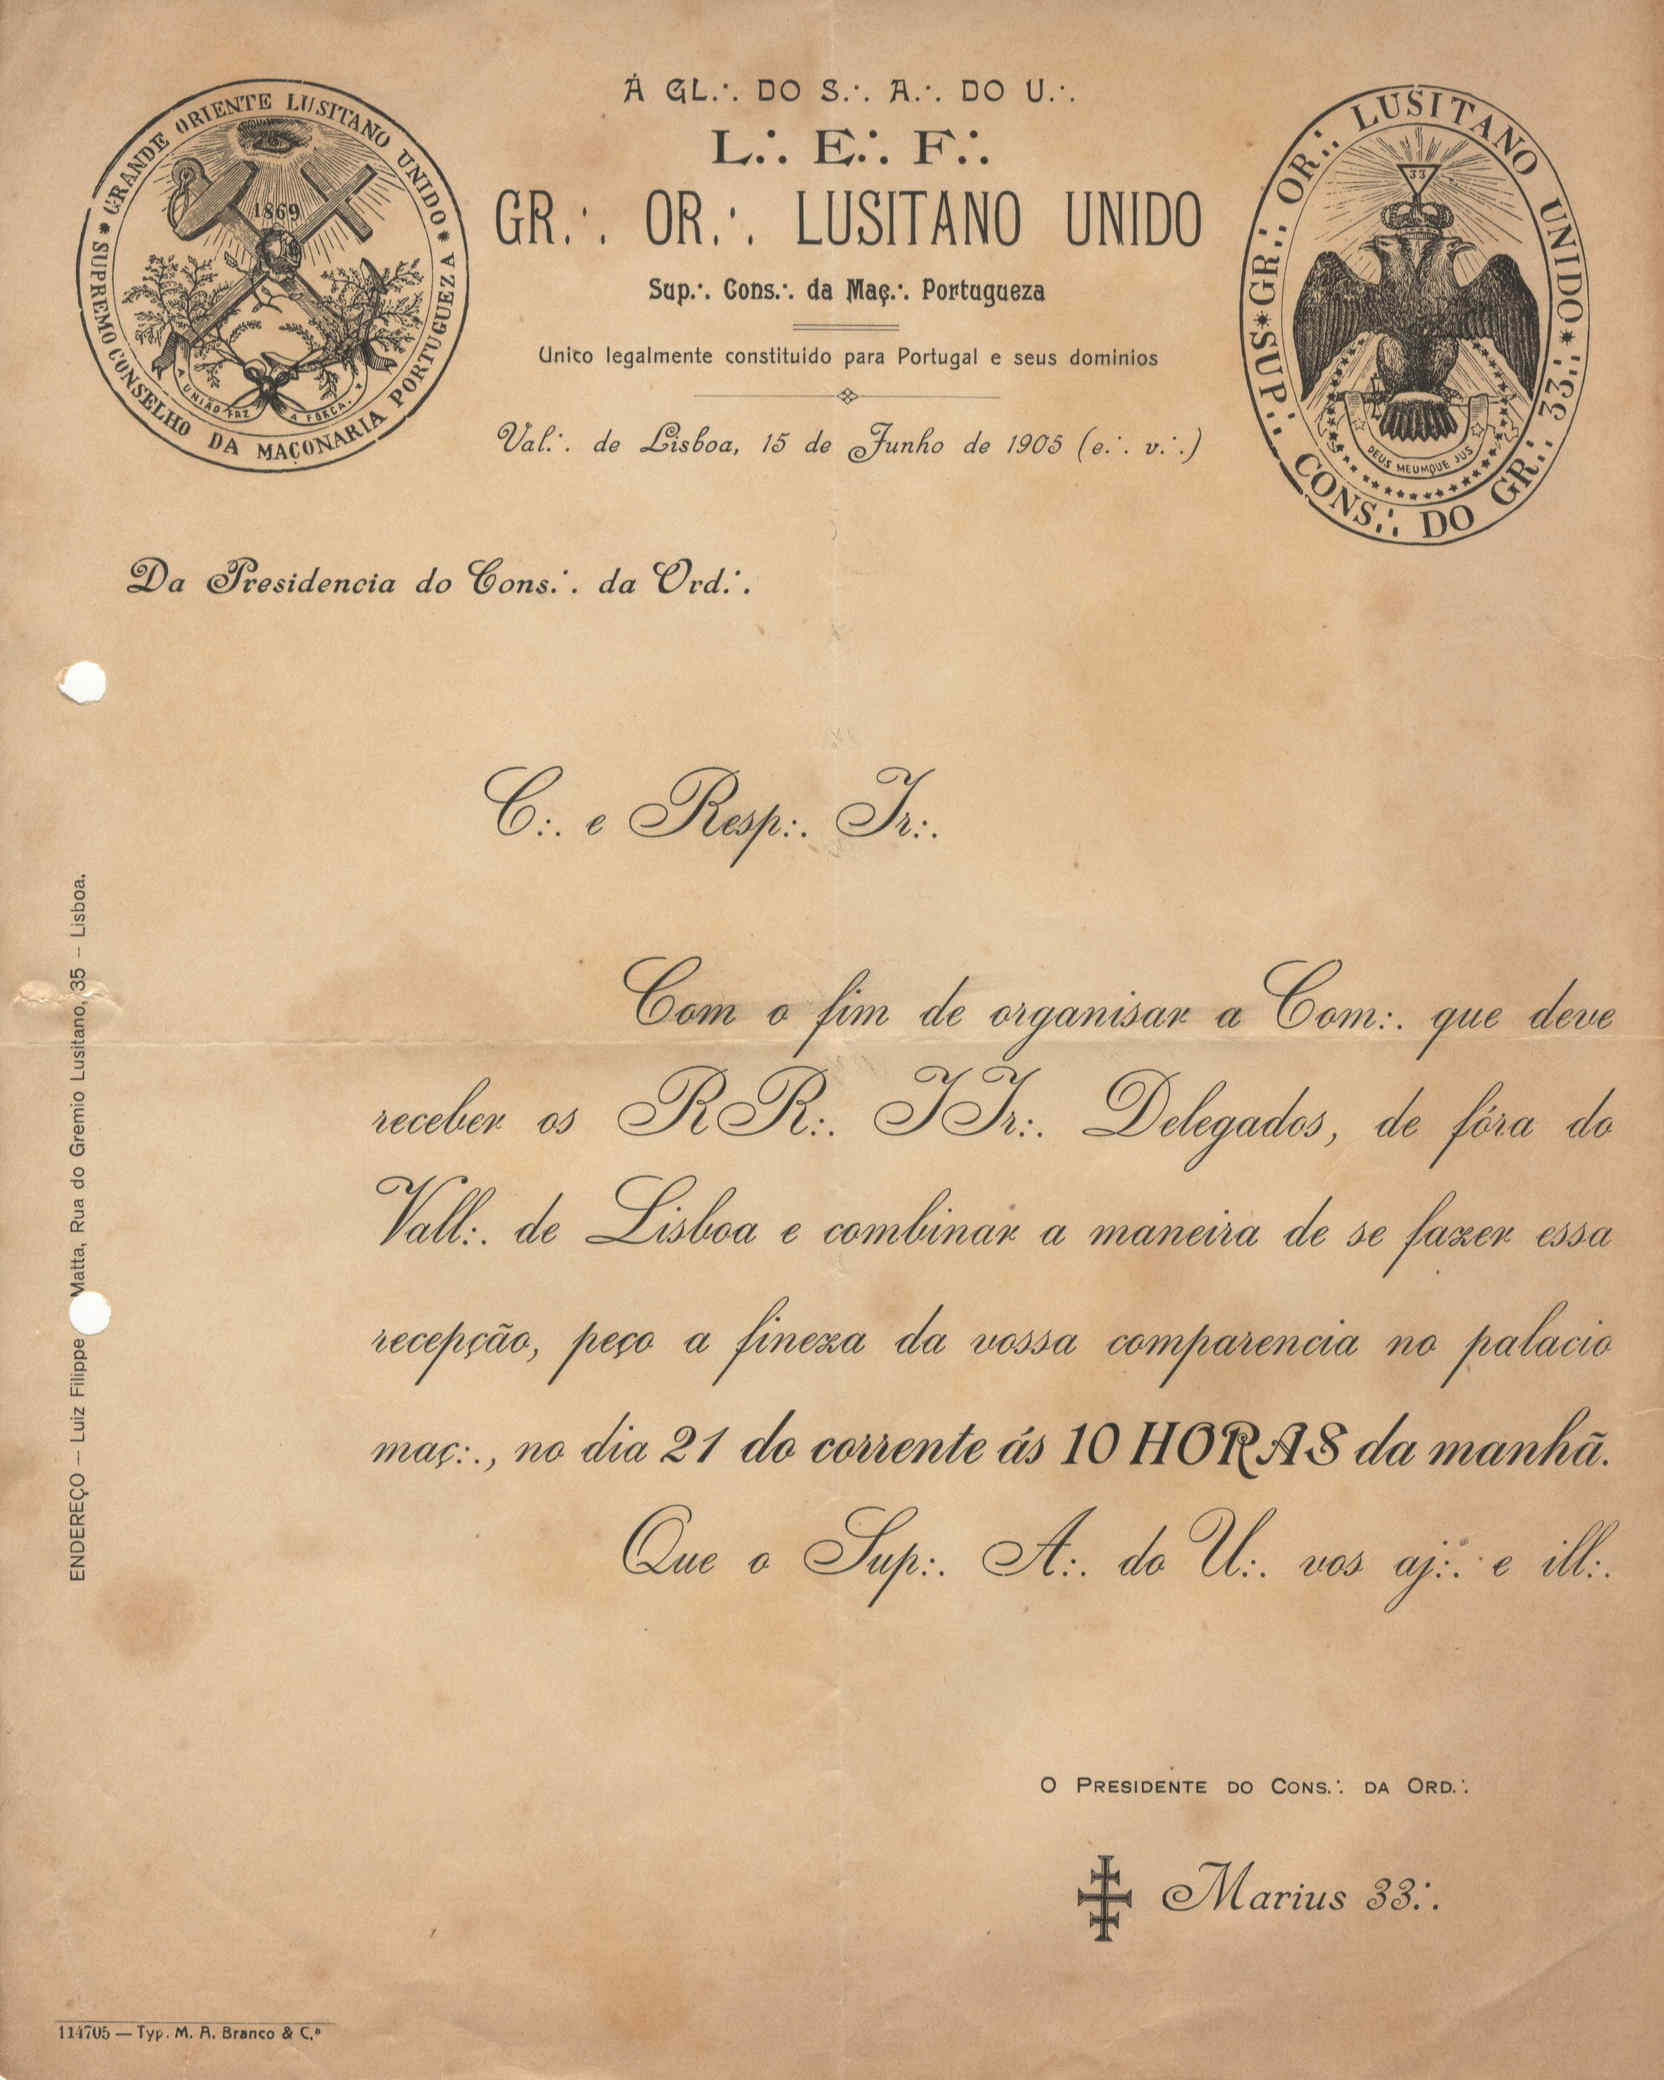 GRANDE ORIENTE LUSITANO UNIDO
* SUPREMO CONSELHO DA MAÇONARIA PORTUGUEZA *
1869
A UNIÃO FAZ A FORÇA.
Á GL.·. DO S.·. A.·. DO U.·.
L.·. E.·. F.·.
GR.·. OR.·. LUSITANO UNIDO
Sup.·. Cons.·. da Maç.·. Portugueza
Unico legalmente constituido para Portugal e seus dominios
Val.·. de Lisboa, 15 de Junho de 1905 (e.·. v.·.)
*GR.·. OR.·. LUSITANO UNIDO*
SUP.·. CONS.·. DO GR.·. 33.·.
33
DEUS MEUMQUE JUS
Da Presidencia do Cons.·. da Ord.·.
C.·. e Resp.·. Ir.·.
Com o fim de organisar a Com.·. que deve
receber os RR.·. IIr.·. Delegados, de fóra do
Vall.·. de Lisboa e combinar a maneira de se fazer essa
recepção, peço a fineza da vossa comparencia no palacio
maç.·., no dia 21 do corrente ás 10 HORAS da manhã.
Que o Sup.·. A.·. do U.·. vos aj.·. e ill.·.
O PRESIDENTE DO CONS.·. DA ORD.·.
Marius 33.·.
ENDEREÇO — Luiz Filippe Matta, Rua do Gremio Lusitano, 35 — Lisboa.
114705 — Typ. M. A. Branco & C.ª